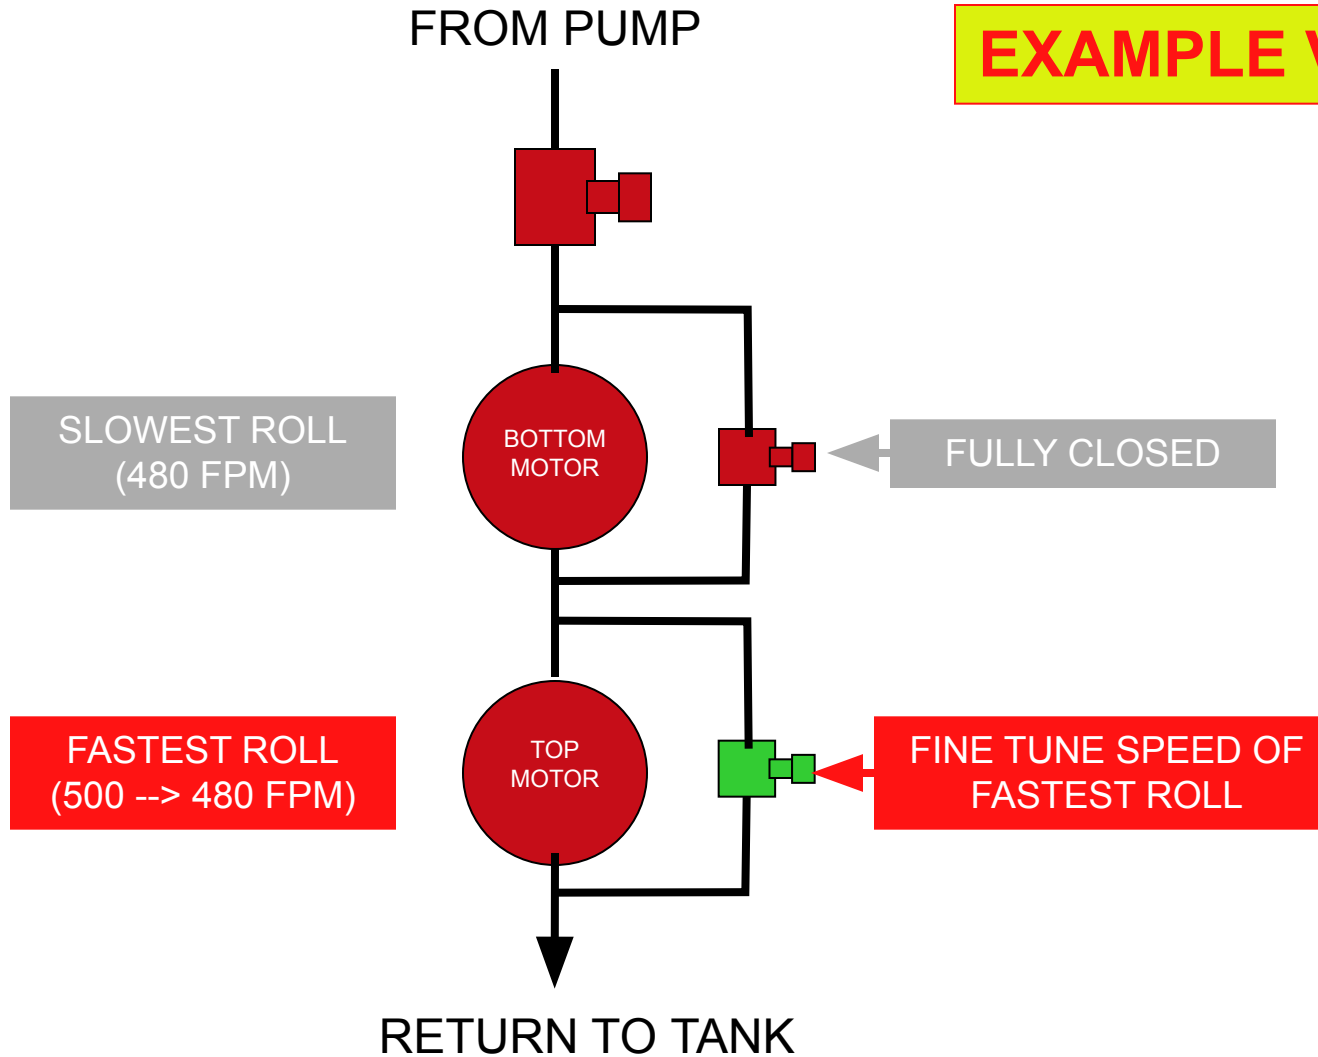 FROM PUMP
EXAMPLE
SLOWEST ROLL
(480 FPM)
BOTTOM
MOTOR
FULLY CLOSED
FASTEST ROLL
(500 --> 480 FPM)
TOP
MOTOR
FINE TUNE SPEED OF
FASTEST ROLL
RETURN TO TANK